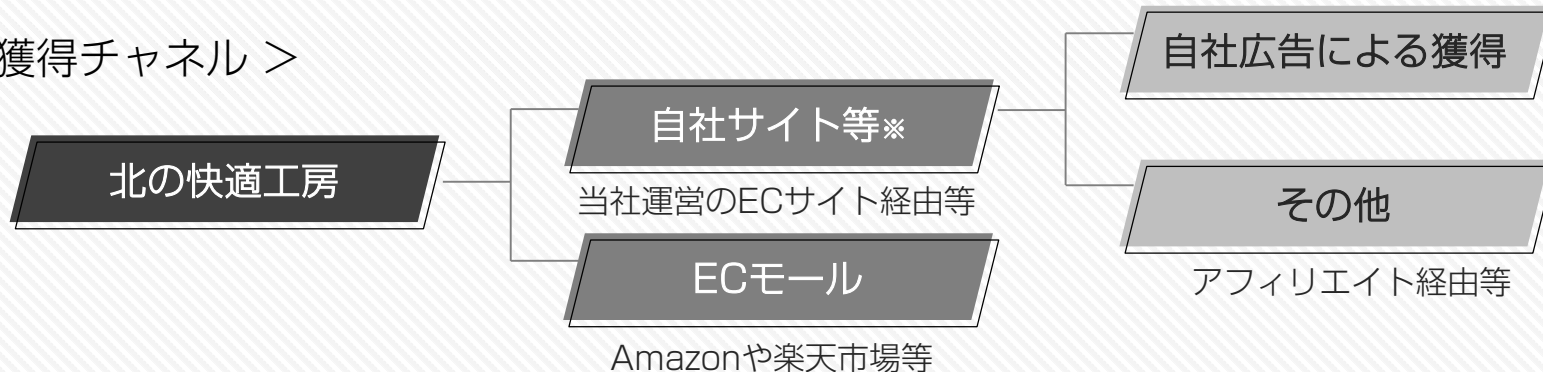 獲得チャネル ＞
北の快適工房
自社サイト等※
当社運営のECサイト経由等
ECモール
Amazonや楽天市場等
自社広告による獲得
その他
アフィリエイト経由等